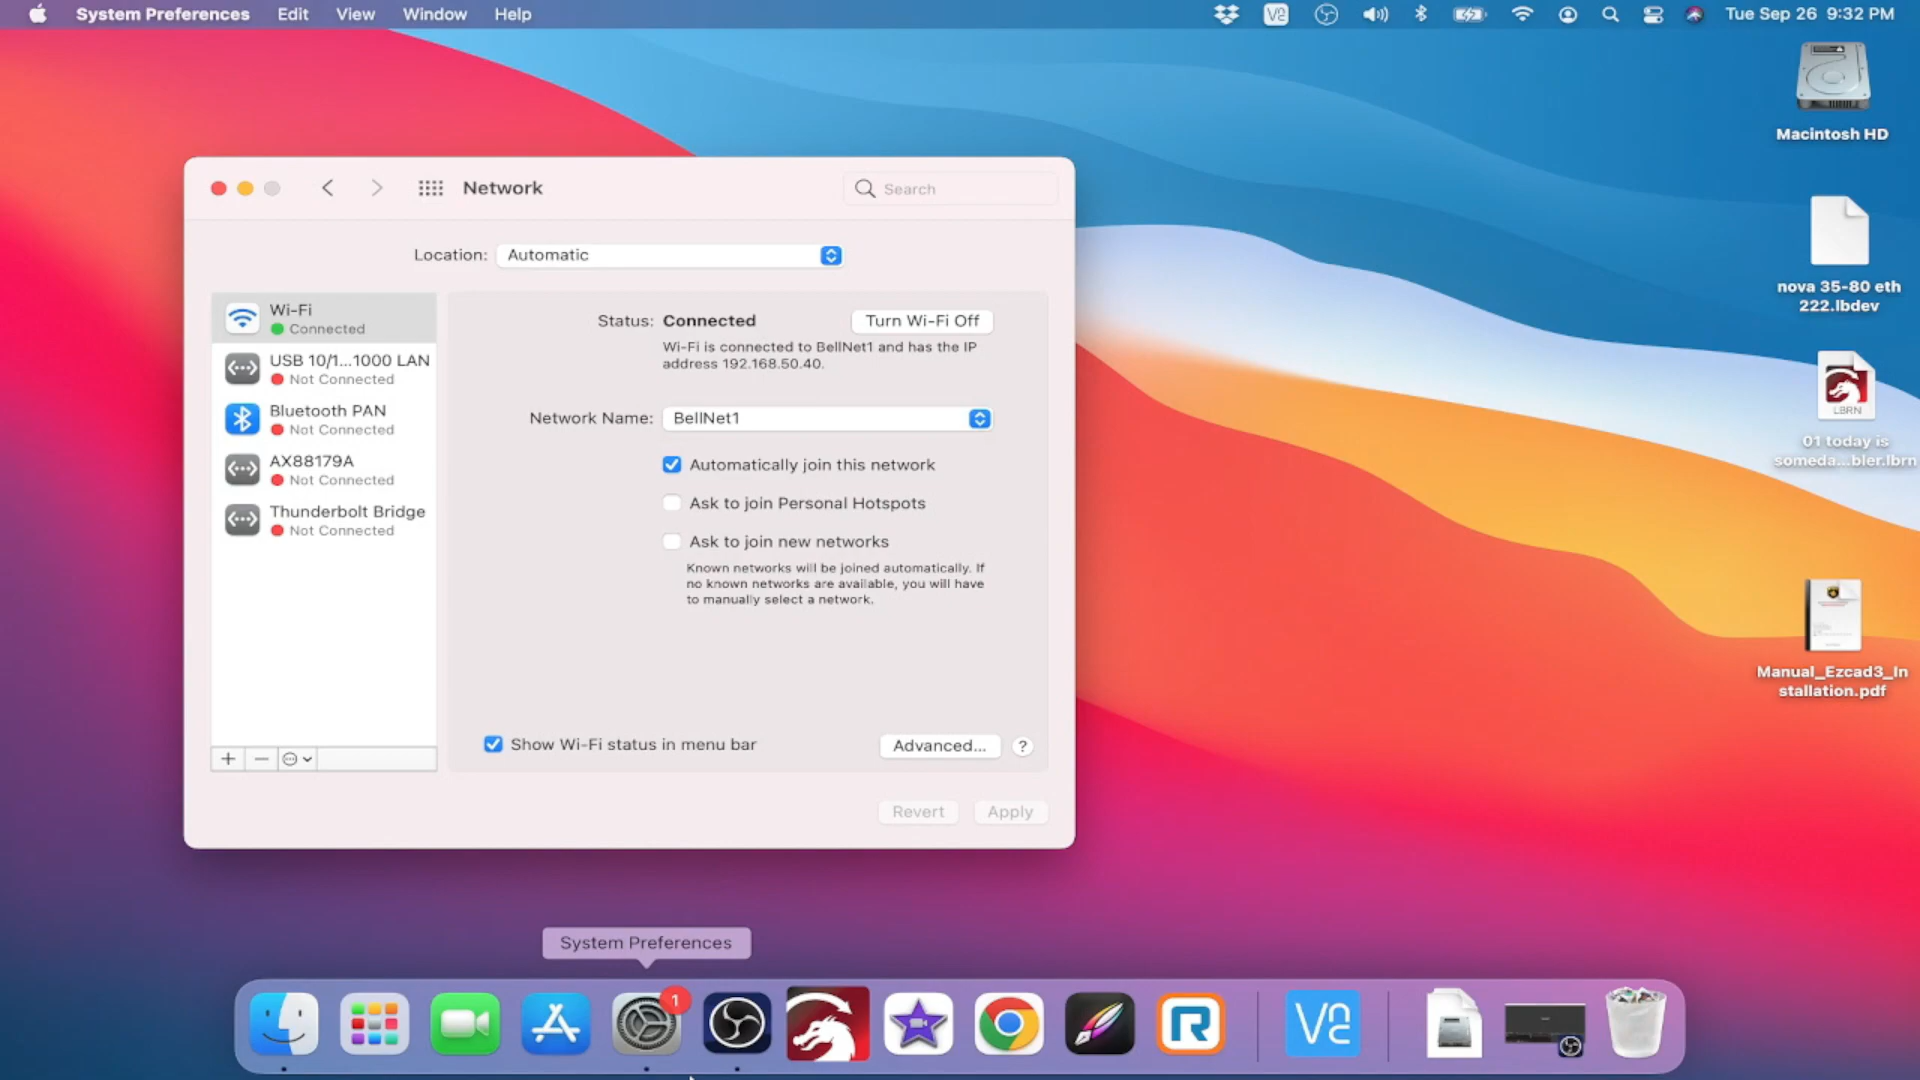 System Preferences Edit View Window Help
Tue Sep 26 9:32 PM
Macintosh HD
nova 35-80 eth
222.lbdev
LBRN
01 today is
someda...bler.lbrn
Manual_Ezcad3_In
stallation.pdf
Network
Search
Location: Automatic
Wi-Fi
Connected
USB 10/1...1000 LAN
Not Connected
Bluetooth PAN
Not Connected
AX88179A
Not Connected
Thunderbolt Bridge
Not Connected
Status: Connected
Turn Wi-Fi Off
Wi-Fi is connected to BellNet1 and has the IP
address 192.168.50.40.
Network Name: BellNet1
Automatically join this network
Ask to join Personal Hotspots
Ask to join new networks
Known networks will be joined automatically. If
no known networks are available, you will have
to manually select a network.
Show Wi-Fi status in menu bar
Advanced...
?
Revert
Apply
System Preferences
1
R